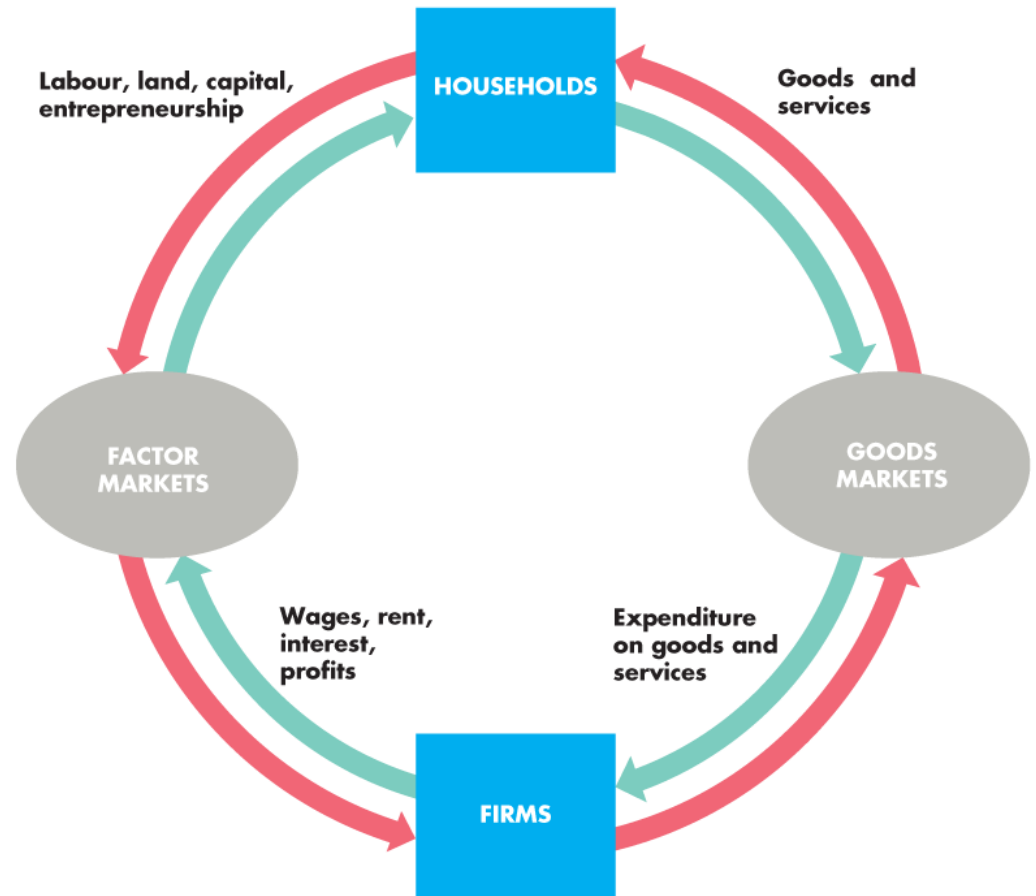 HOUSEHOLDS
Labour, land, capital,
entrepreneurship
Goods and
services
FACTOR
MARKETS
GOODS
MARKETS
Wages, rent,
interest,
profits
Expenditure
on goods and
services
FIRMS